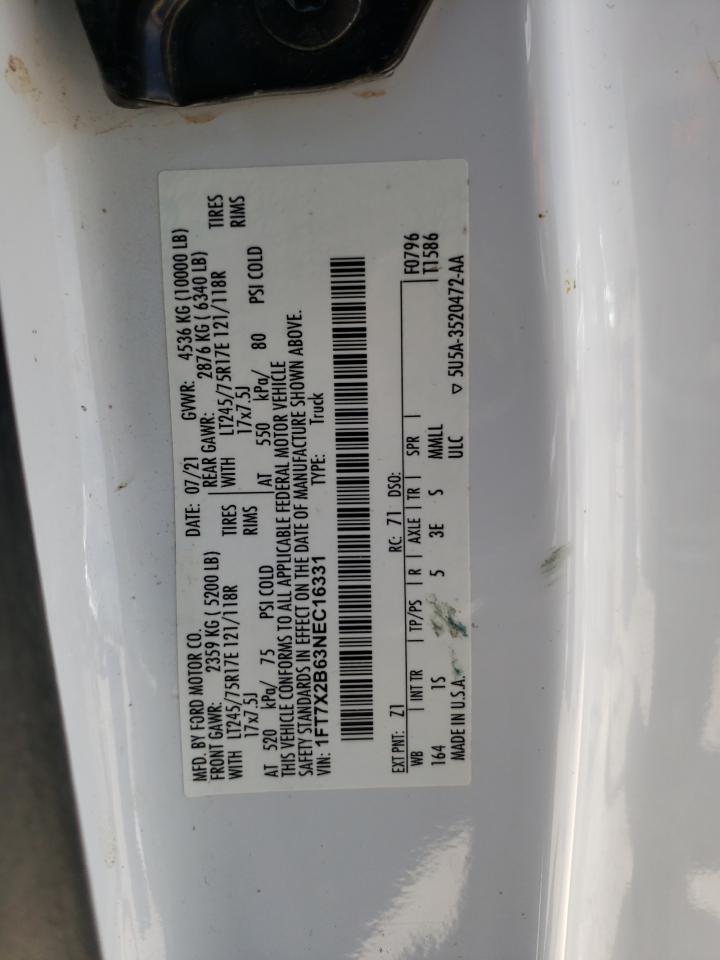 MFD. BY FORD MOTOR CO.
DATE: 07/21 GVWR: 4536 KG (10000 LB)
FRONT GAWR: 2359 KG ( 5200 LB)
REAR GAWR: 2876 KG ( 6340 LB)
WITH LT245/75R17E 121/118R TIRES
WITH LT245/75R17E 121/118R TIRES
17x7.5J RIMS
17x7.5J RIMS
AT 520 kPa/ 75 PSI COLD
AT 550 kPa/ 80 PSI COLD
THIS VEHICLE CONFORMS TO ALL APPLICABLE FEDERAL MOTOR VEHICLE
SAFETY STANDARDS IN EFFECT ON THE DATE OF MANUFACTURE SHOWN ABOVE.
VIN: 1FT7X2B63NEC16331 TYPE: Truck
F0796
T1586
EXT PNT: Z1 RC: 71 DSO:
WB INT TR TP/PS R AXLE TR SPR
164 1S 5 3E S MMLL
ULC
MADE IN U.S.A. ▽ 5U5A-3520472-AA